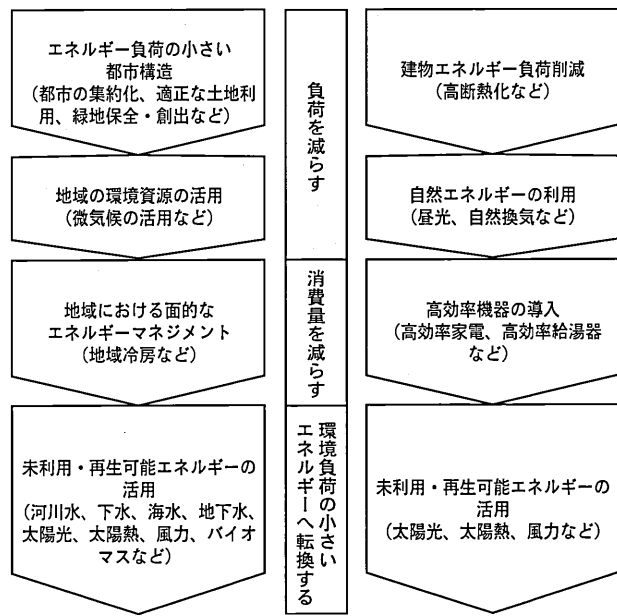 エネルギー負荷の小さい
都市構造
(都市の集約化、適正な土地利
用、緑地保全・創出など)
地域の環境資源の活用
(微気候の活用など)
地域における面的な
エネルギーマネジメント
(地域冷房など)
未利用・再生可能エネルギーの
活用
(河川水、下水、海水、地下水、
太陽光、太陽熱、風力、バイオ
マスなど)
負荷を減らす
消費量を減らす
環境負荷の小さい
エネルギーへ転換する
建物エネルギー負荷削減
(高断熱化など)
自然エネルギーの利用
(昼光、自然換気など)
高効率機器の導入
(高効率家電、高効率給湯器
など)
未利用・再生可能エネルギーの
活用
(太陽光、太陽熱、風力など)